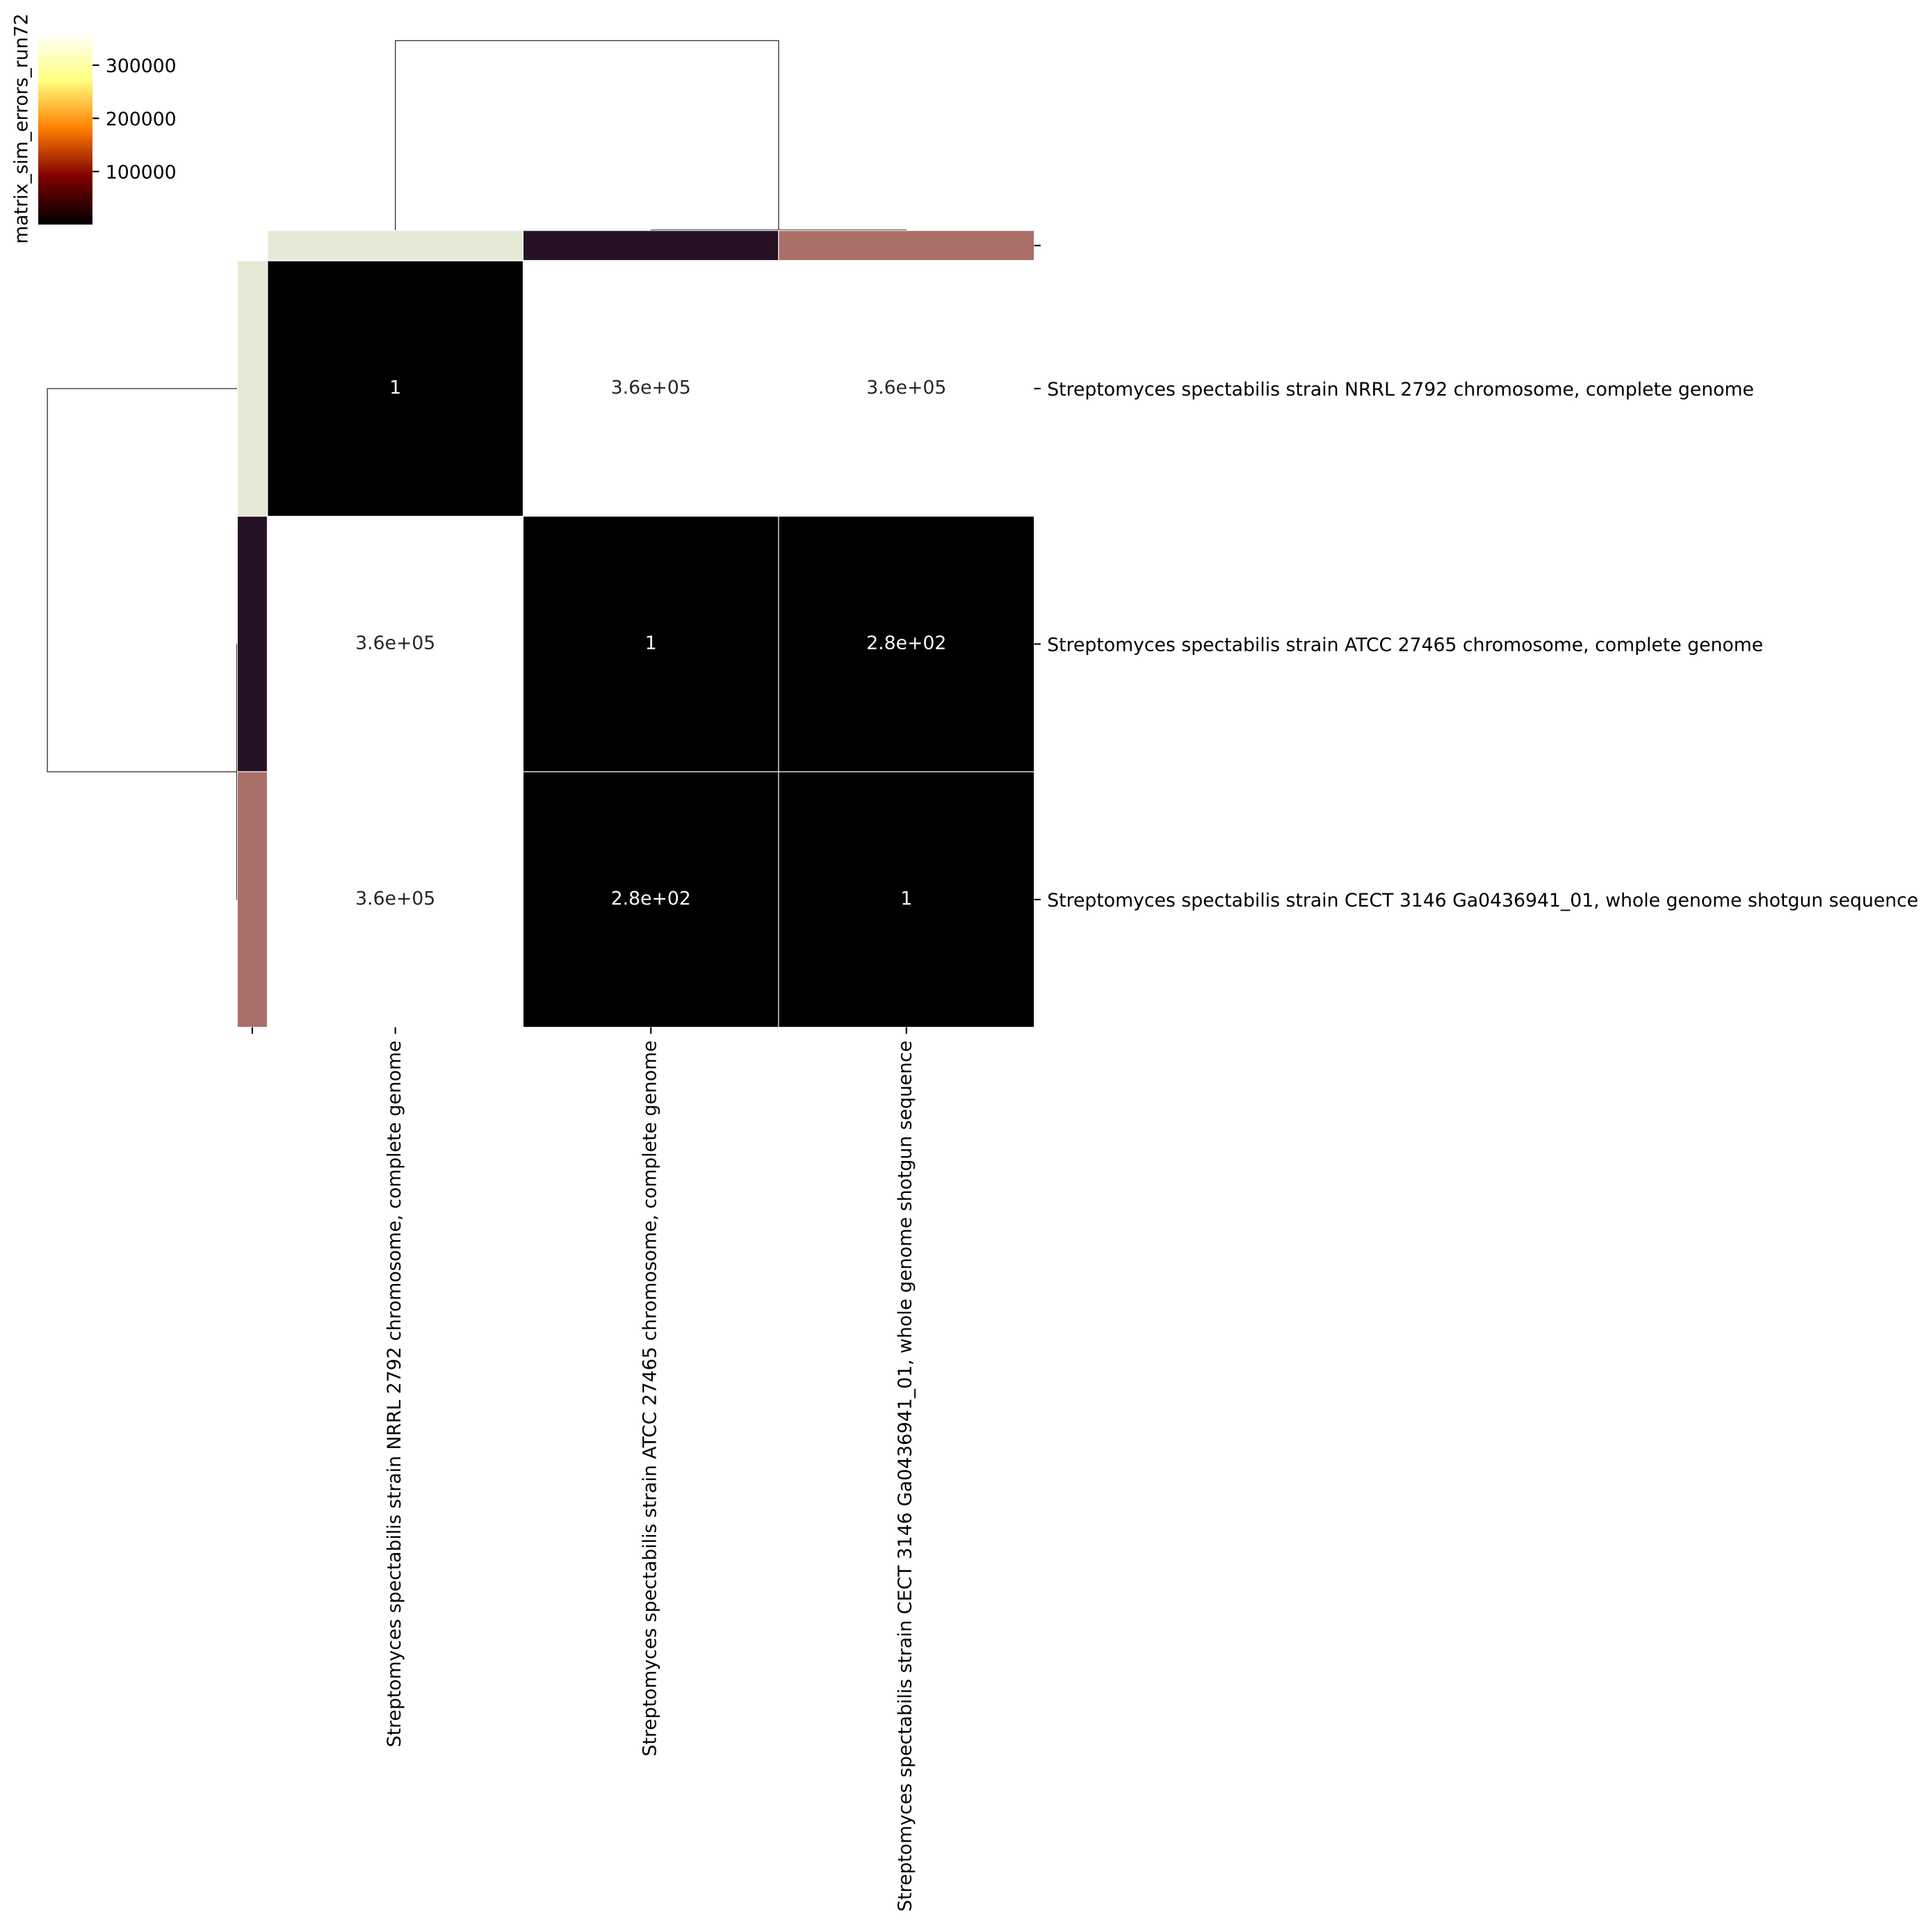 matrix_sim_errors_run72
300000
200000
100000
1
3.6e+05
3.6e+05
Streptomyces spectabilis strain NRRL 2792 chromosome, complete genome
3.6e+05
1
2.8e+02
Streptomyces spectabilis strain ATCC 27465 chromosome, complete genome
3.6e+05
2.8e+02
1
Streptomyces spectabilis strain CECT 3146 Ga0436941_01, whole genome shotgun sequence
Streptomyces spectabilis strain NRRL 2792 chromosome, complete genome
Streptomyces spectabilis strain ATCC 27465 chromosome, complete genome
Streptomyces spectabilis strain CECT 3146 Ga0436941_01, whole genome shotgun sequence